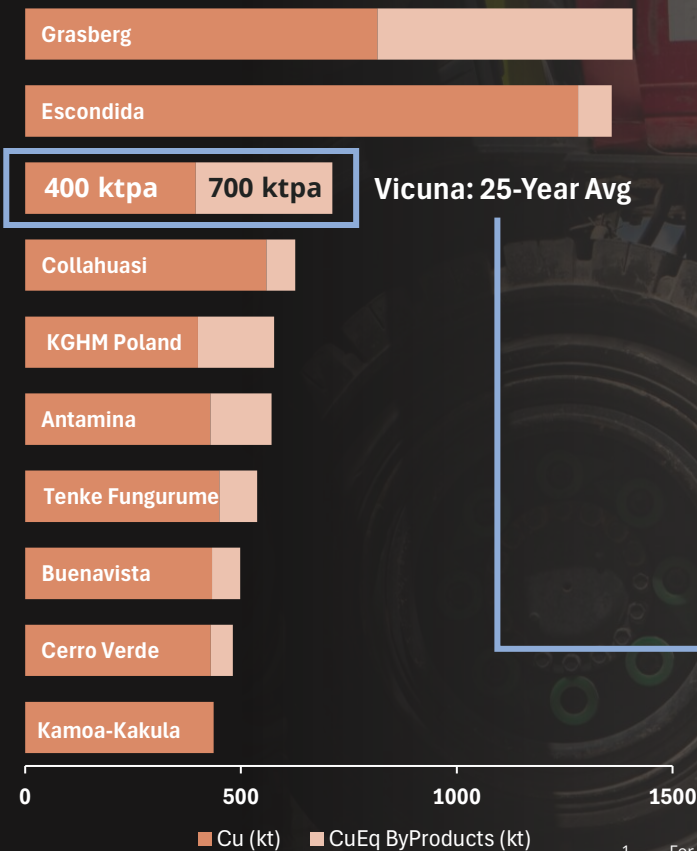 Grasberg
Escondida
400 ktpa 700 ktpa Vicuna: 25-Year Avg
Collahuasi
KGHM Poland
Antamina
Tenke Fungurume
Buenavista
Cerro Verde
Kamoa-Kakula
0 500 1000 1500
Cu (kt) CuEq ByProducts (kt)
1